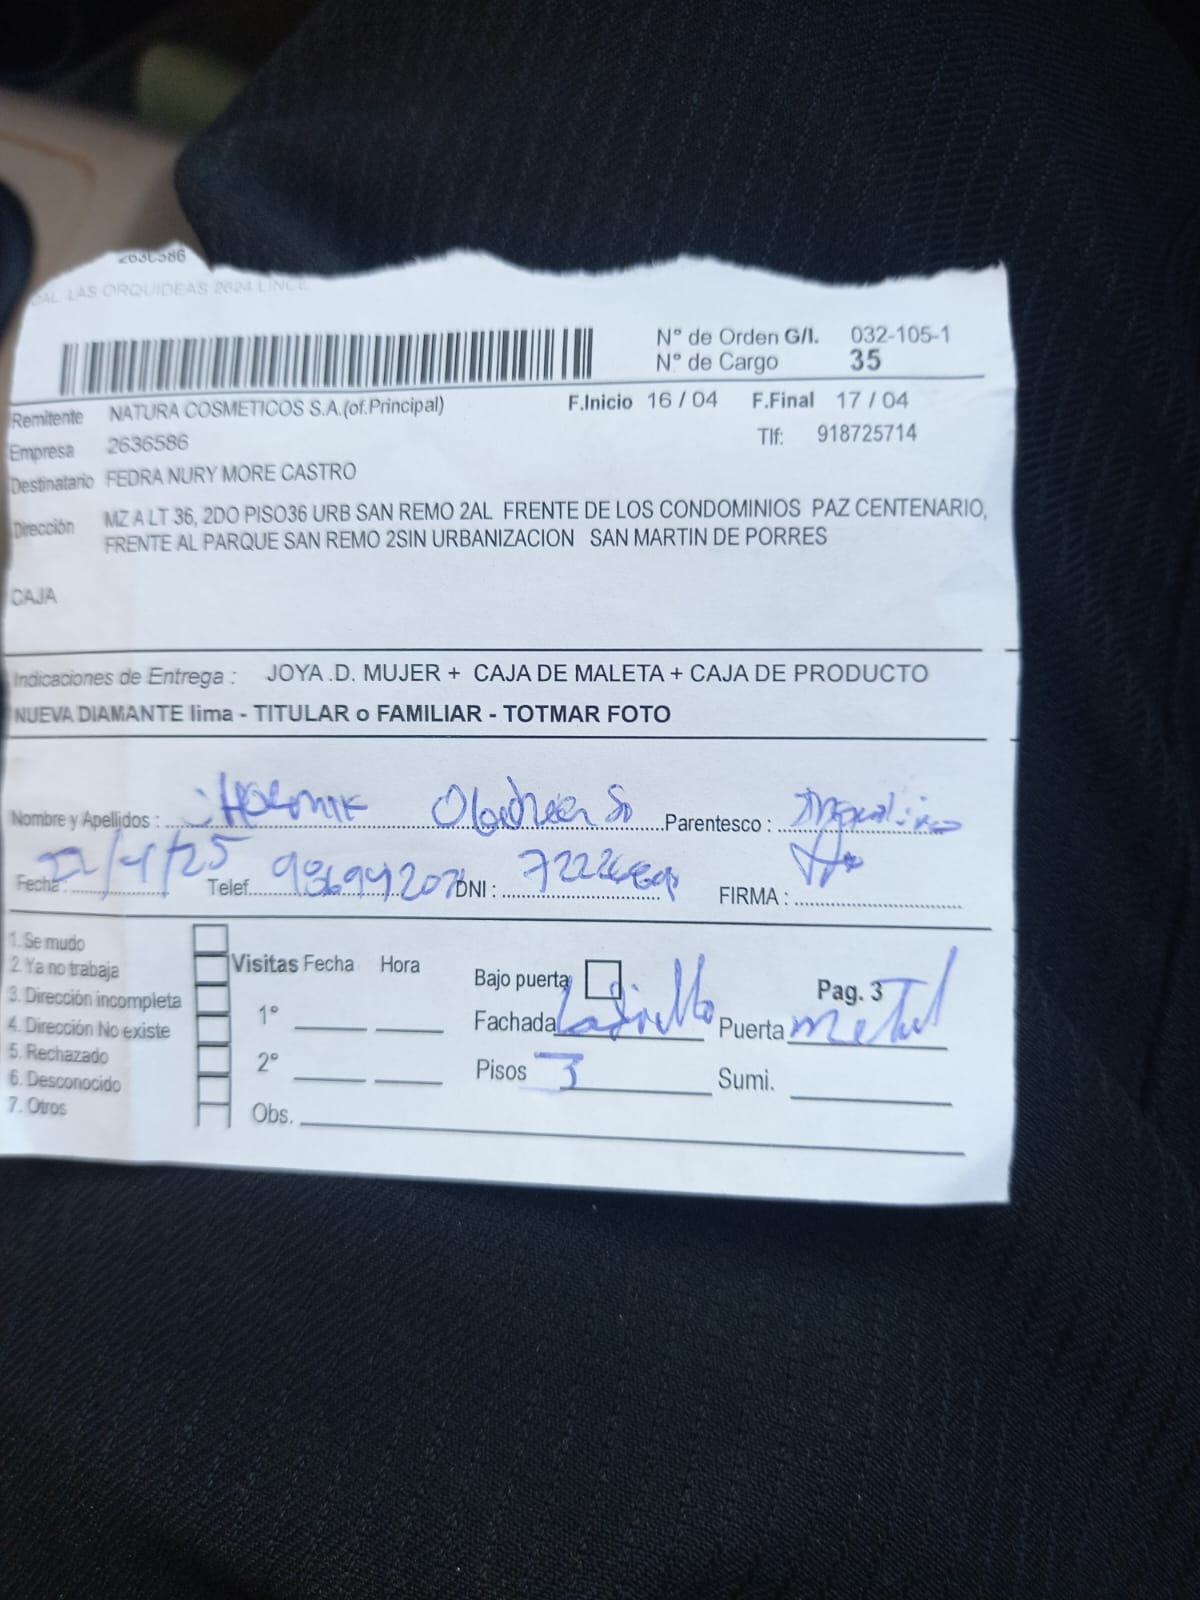 2636586
CAL. LAS ORQUIDEAS 2624 LINCE
N° de Orden G/I. 032-105-1
N° de Cargo 35
Remitente NATURA COSMETICOS S.A.(of.Principal) F.Inicio 16 / 04 F.Final 17 / 04
Empresa 2636586 Tlf: 918725714
Destinatario FEDRA NURY MORE CASTRO
Dirección MZ A LT 36, 2DO PISO36 URB SAN REMO 2AL FRENTE DE LOS CONDOMINIOS PAZ CENTENARIO,
FRENTE AL PARQUE SAN REMO 2SIN URBANIZACION SAN MARTIN DE PORRES
CAJA
Indicaciones de Entrega : JOYA .D. MUJER + CAJA DE MALETA + CAJA DE PRODUCTO
NUEVA DIAMANTE lima - TITULAR o FAMILIAR - TOTMAR FOTO
Nombre y Apellidos : Parentesco :
Fecha : 22/4/25 Telef. DNI : FIRMA :
1. Se mudo
2. Ya no trabaja
3. Dirección incompleta
4. Dirección No existe
5. Rechazado
6. Desconocido
7. Otros
Visitas Fecha Hora
1°
2°
Obs.
Bajo puerta Pag. 3
Fachada Ladrillo Puerta Metal
Pisos 3 Sumi.